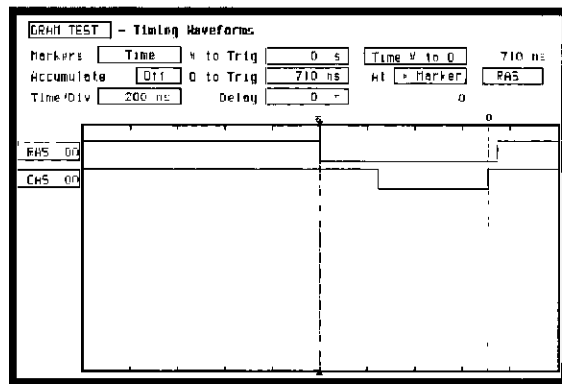 DRAM TEST - Timing Waveforms
Markers Time X to Trig 0 s Time X to O 710 ns
Accumulate Off O to Trig 710 ns At X Marker RAS
Time/Div 200 ns Delay 0 s 0
RAS 00
CAS 00